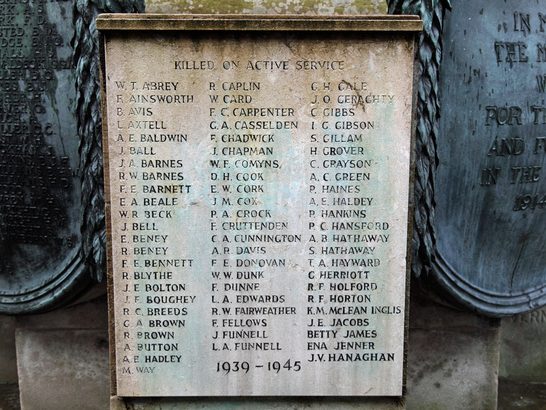 KILLED ON ACTIVE SERVICE
W. T. ABREY
F. AINSWORTH
B. AVIS
L. AXTELL
A. E. BALDWIN
J. BALL
J. A. BARNES
R. W. BARNES
F. E. BARNETT
E. A. BEALE
W. R. BECK
J. BELL
E. BENEY
R. BENEY
F. E. BENNETT
R. BLYTHE
J. E. BOLTON
J. F. BOUGHEY
R. C. BREEDS
G. A. BROWN
R. BROWN
A. BUTTON
A. E. HADLEY
M. WAY
R. CAPLIN
W. CARD
F. C. CARPENTER
G. A. CASSELDEN
F. CHADWICK
J. CHAPMAN
W. F. COMYNS.
D. H. COOK
E. W. CORK
J. M. COX
P. A. CROCK
F. CRUTTENDEN
C. A. CUNNINGTON
A. R. DAVIS
F. E. DONOVAN
W. W. DUNK
F. DUNNE
L. A. EDWARDS
R. W. FAIRWEATHER
F. FELLOWS
J. FUNNELL
L. A. FUNNELL
G. H. GALE
J. O. GERAGHTY
C. GIBBS
I. G. GIBSON
S. GILLAM
H. GROVER
C. GRAYSON
A. C. GREEN
P. HAINES
A. E. HALDEY
P. HANKINS
P. C. HANSFORD
A. B. HATHAWAY
S. HATHAWAY
T. A. HAYWARD
C. HERRIOTT
R. F. HOLFORD
R. F. HORTON
K. M. McLEAN INGLIS
J. E. JACOBS
BETTY JAMES
ENA JENNER
J. V. HANAGHAN
1939 - 1945
IN M
THE M
FOR TH
AND F
IN THE
1914